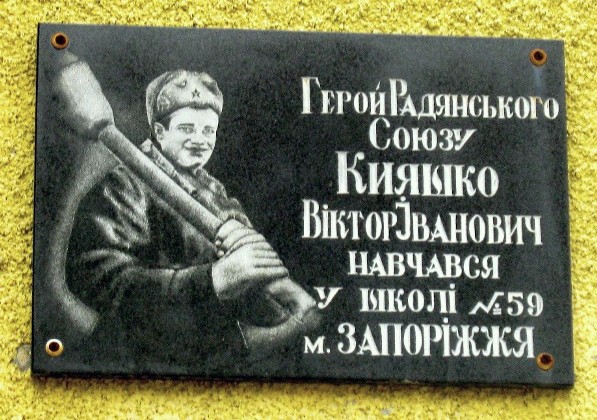 Герой Радянського
Союзу
Кияшко
Віктор Іванович
навчався
у школі №59
м. Запоріжжя